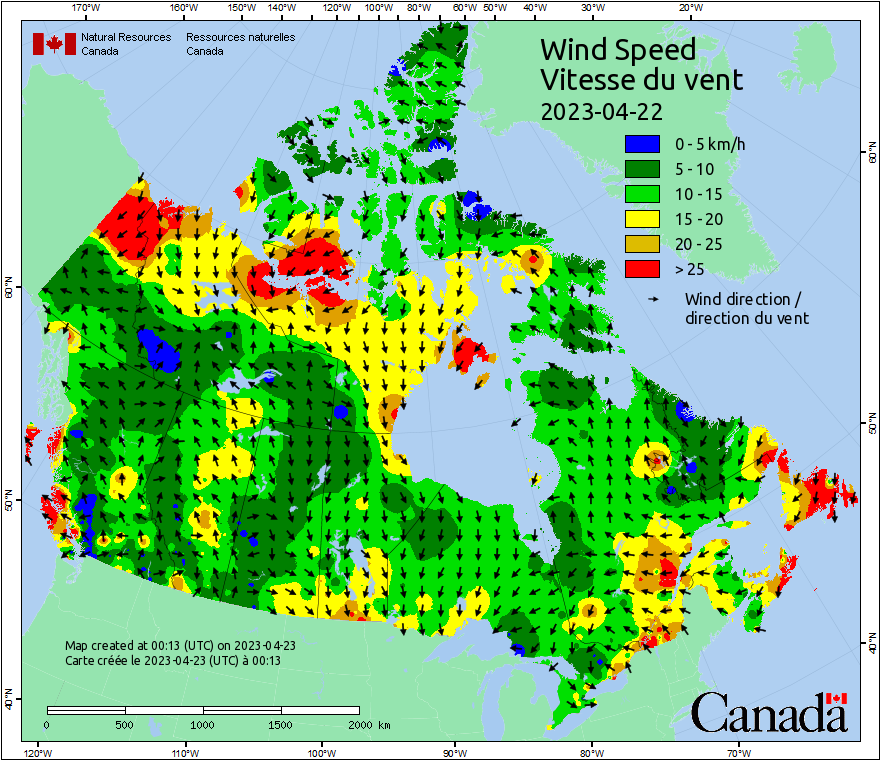 170°W 160°W 150°W 140°W 120°W 100°W 80°W 60°W 50°W 40°W 30°W 20°W
Natural Resources Canada
Ressources naturelles Canada
Wind Speed
Vitesse du vent
2023-04-22
0 - 5 km/h
5 - 10
10 - 15
15 - 20
20 - 25
> 25
Wind direction /
direction du vent
60°N
50°N
40°N
60°N
50°N
40°N
Map created at 00:13 (UTC) on 2023-04-23
Carte créée le 2023-04-23 (UTC) à 00:13
0 500 1000 1500 2000 km
Canada
120°W 110°W 100°W 90°W 80°W 70°W